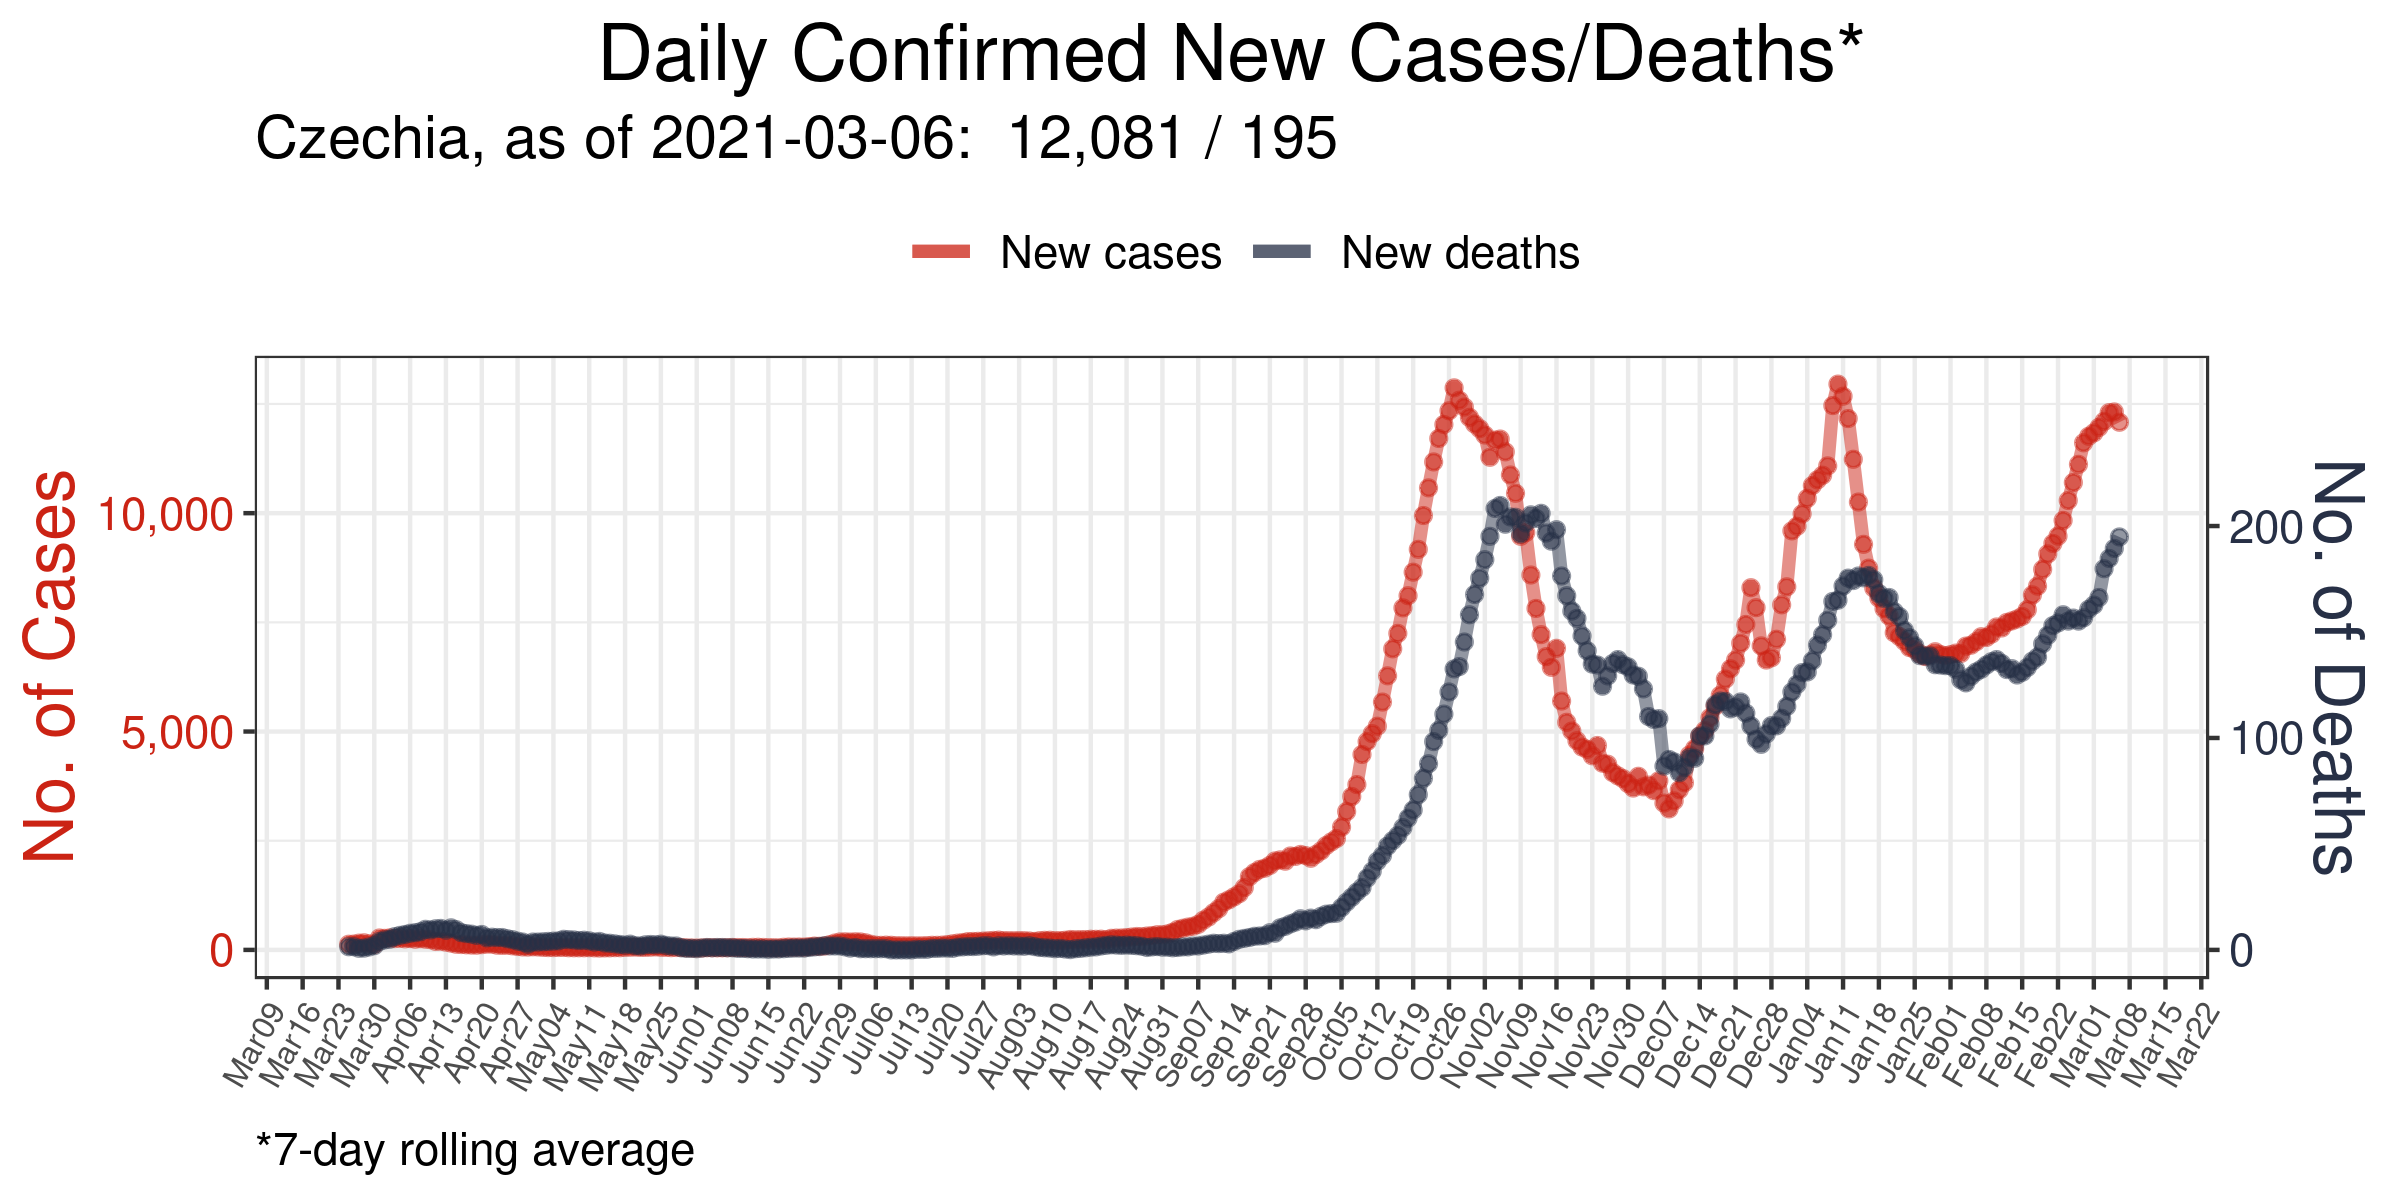 Daily Confirmed New Cases/Deaths*
Czechia, as of 2021-03-06:  12,081 / 195
New cases
New deaths
No. of Cases
10,000
5,000
0
200
100
0
No. of Deaths
Mar09
Mar16
Mar23
Mar30
Apr06
Apr13
Apr20
Apr27
May04
May11
May18
May25
Jun01
Jun08
Jun15
Jun22
Jun29
Jul06
Jul13
Jul20
Jul27
Aug03
Aug10
Aug17
Aug24
Aug31
Sep07
Sep14
Sep21
Sep28
Oct05
Oct12
Oct19
Oct26
Nov02
Nov09
Nov16
Nov23
Nov30
Dec07
Dec14
Dec21
Dec28
Jan04
Jan11
Jan18
Jan25
Feb01
Feb08
Feb15
Feb22
Mar01
Mar08
Mar15
Mar22
*7-day rolling average